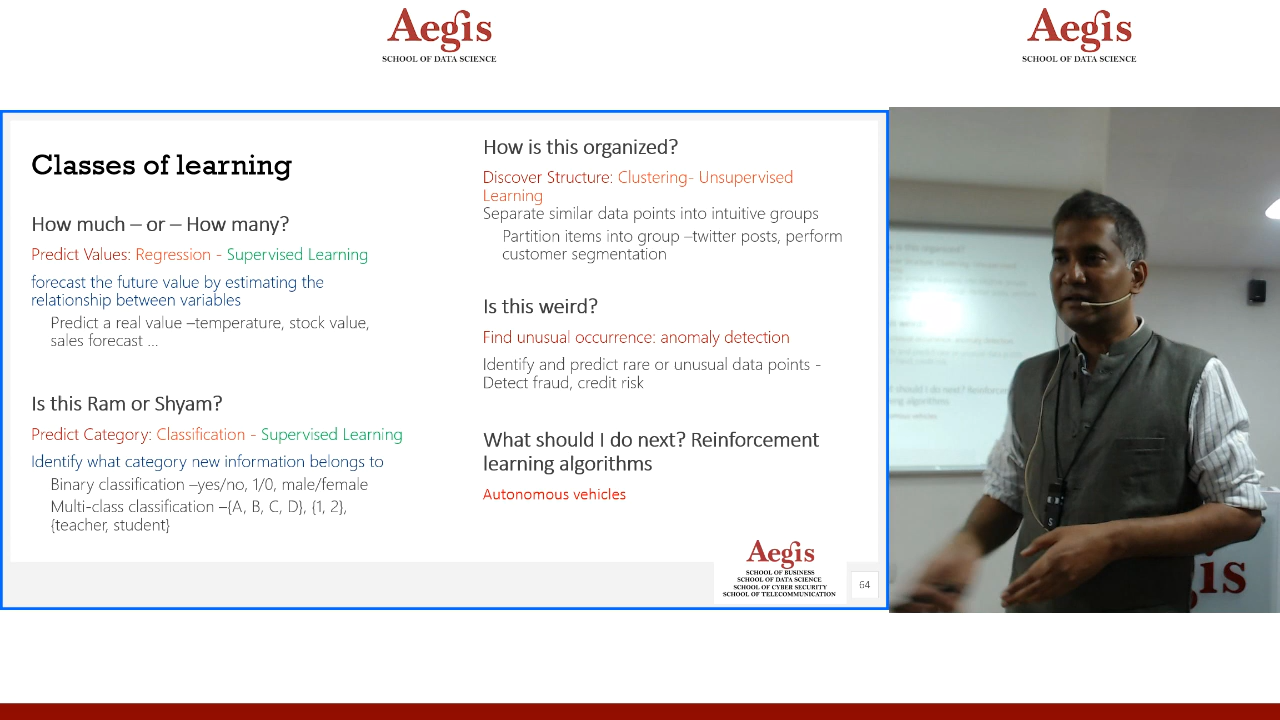 Aegis
SCHOOL OF DATA SCIENCE
Aegis
SCHOOL OF DATA SCIENCE
Classes of learning
How much – or – How many?
Predict Values: Regression - Supervised Learning
forecast the future value by estimating the
relationship between variables
Predict a real value –temperature, stock value,
sales forecast ...
Is this Ram or Shyam?
Predict Category: Classification - Supervised Learning
Identify what category new information belongs to
Binary classification –yes/no, 1/0, male/female
Multi-class classification –{A, B, C, D}, {1, 2},
{teacher, student}
How is this organized?
Discover Structure: Clustering- Unsupervised
Learning
Separate similar data points into intuitive groups
Partition items into group –twitter posts, perform
customer segmentation
Is this weird?
Find unusual occurrence: anomaly detection
Identify and predict rare or unusual data points -
Detect fraud, credit risk
What should I do next? Reinforcement
learning algorithms
Autonomous vehicles
Aegis
SCHOOL OF BUSINESS
SCHOOL OF DATA SCIENCE
SCHOOL OF CYBER SECURITY
SCHOOL OF TELECOMMUNICATION
64